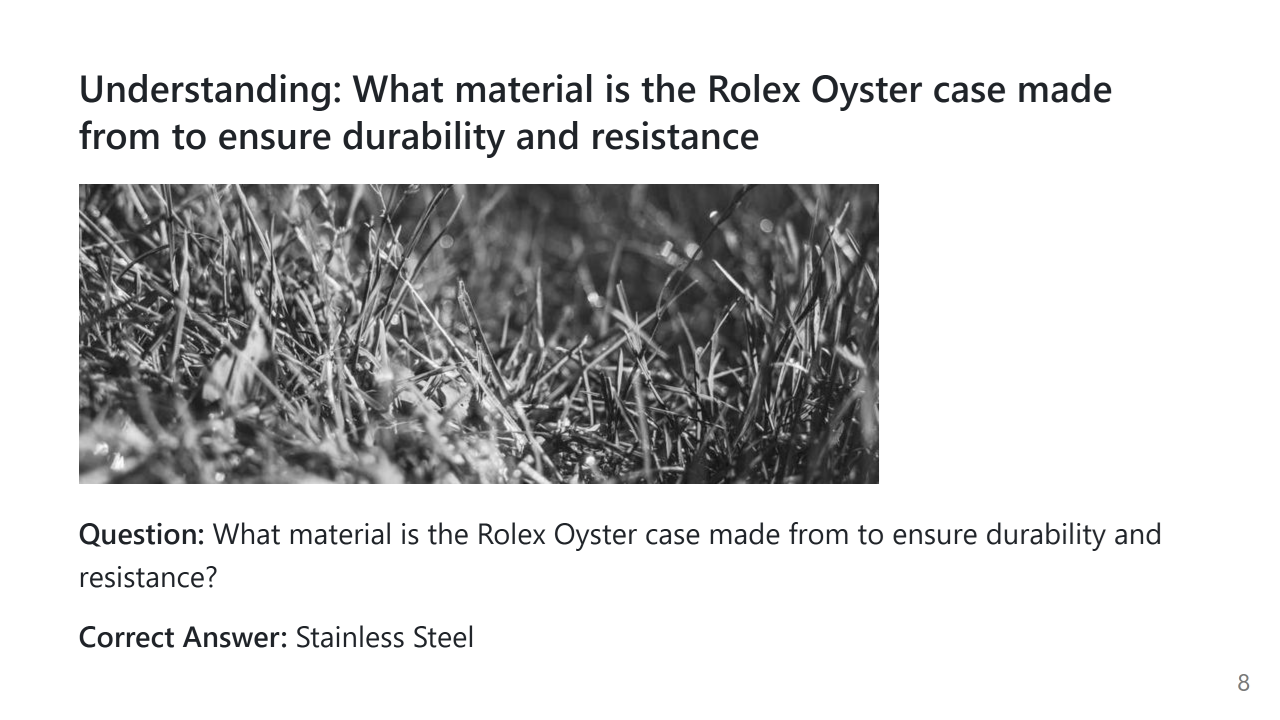 Understanding: What material is the Rolex Oyster case made
from to ensure durability and resistance
Question: What material is the Rolex Oyster case made from to ensure durability and
resistance?
Correct Answer: Stainless Steel
8